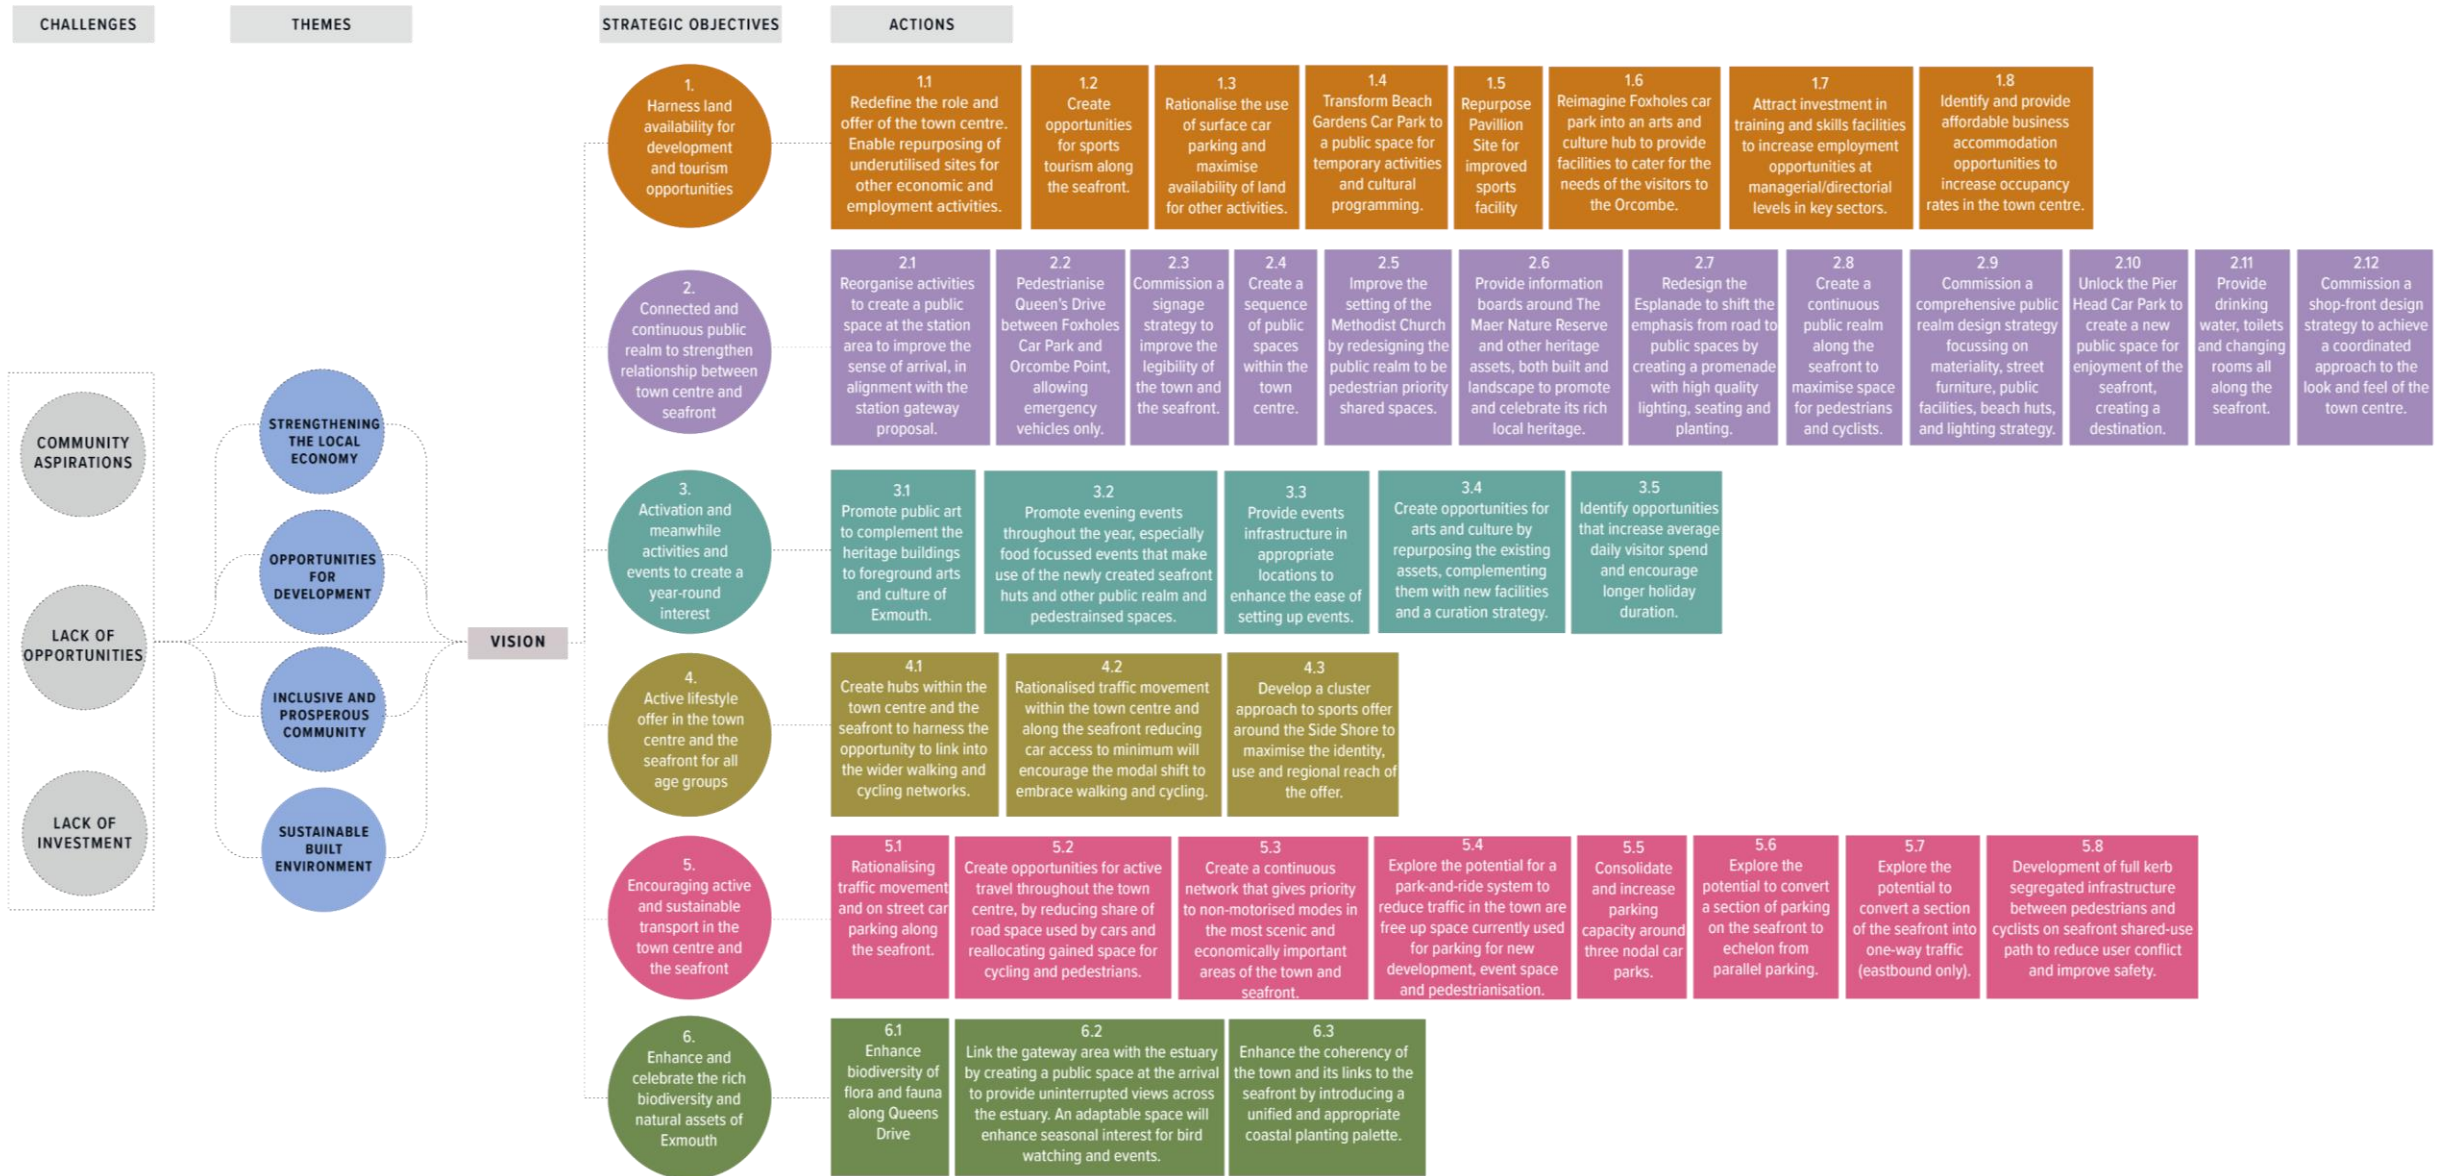 CHALLENGES
THEMES
STRATEGIC OBJECTIVES
ACTIONS
COMMUNITY
ASPIRATIONS
LACK OF
OPPORTUNITIES
LACK OF
INVESTMENT
STRENGTHENING
THE LOCAL
ECONOMY
OPPORTUNITIES
FOR
DEVELOPMENT
INCLUSIVE AND
PROSPEROUS
COMMUNITY
SUSTAINABLE
BUILT
ENVIRONMENT
VISION
1.
Harness land
availability for
development
and tourism
opportunities
1.1
Redefine the role and
offer of the town centre.
Enable repurposing of
underutilised sites for
other economic and
employment activities.
1.2
Create
opportunities
for sports
tourism along
the seafront.
1.3
Rationalise the use
of surface car
parking and
maximise
availability of land
for other activities.
1.4
Transform Beach
Gardens Car Park to
a public space for
temporary activities
and cultural
programming.
1.5
Repurpose
Pavillion
Site for
improved
sports
facility
1.6
Reimagine Foxholes car
park into an arts and
culture hub to provide
facilities to cater for the
needs of the visitors to
the Orcombe.
1.7
Attract investment in
training and skills facilities
to increase employment
opportunities at
managerial/directorial
levels in key sectors.
1.8
Identify and provide
affordable business
accommodation
opportunities to
increase occupancy
rates in the town centre.
2.
Connected and
continuous public
realm to strengthen
relationship between
town centre and
seafront
2.1
Reorganise activities
to create a public
space at the station
area to improve the
sense of arrival, in
alignment with the
station gateway
proposal.
2.2
Pedestrianise
Queen's Drive
between Foxholes
Car Park and
Orcombe Point,
allowing
emergency
vehicles only.
2.3
Commission a
signage
strategy to
improve the
legibility of
the town and
the seafront.
2.4
Create a
sequence
of public
spaces
within the
town
centre.
2.5
Improve the
setting of the
Methodist Church
by redesigning the
public realm to be
pedestrian priority
shared spaces.
2.6
Provide information
boards around The
Maer Nature Reserve
and other heritage
assets, both built and
landscape to promote
and celebrate its rich
local heritage.
2.7
Redesign the
Esplanade to shift the
emphasis from road to
public spaces by
creating a promenade
with high quality
lighting, seating and
planting.
2.8
Create a
continuous
public realm
along the
seafront to
maximise space
for pedestrians
and cyclists.
2.9
Commission a
comprehensive public
realm design strategy
focussing on
materiality, street
furniture, public
facilities, beach huts,
and lighting strategy.
2.10
Unlock the Pier
Head Car Park to
create a new
public space for
enjoyment of the
seafront,
creating a
destination.
2.11
Provide
drinking
water, toilets
and changing
rooms all
along the
seafront.
2.12
Commission a
shop-front design
strategy to achieve
a coordinated
approach to the
look and feel of the
town centre.
3.
Activation and
meanwhile
activities and
events to create a
year-round
interest
3.1
Promote public art
to complement the
heritage buildings
to foreground arts
and culture of
Exmouth.
3.2
Promote evening events
throughout the year, especially
food focussed events that make
use of the newly created seafront
huts and other public realm and
pedestrainsed spaces.
3.3
Provide events
infrastructure in
appropriate
locations to
enhance the ease of
setting up events.
3.4
Create opportunities for
arts and culture by
repurposing the existing
assets, complementing
them with new facilities
and a curation strategy.
3.5
Identify opportunities
that increase average
daily visitor spend
and encourage
longer holiday
duration.
4.
Active lifestyle
offer in the town
centre and the
seafront for all
age groups
4.1
Create hubs within the
town centre and the
seafront to harness the
opportunity to link into
the wider walking and
cycling networks.
4.2
Rationalised traffic movement
within the town centre and
along the seafront reducing
car access to minimum will
encourage the modal shift to
embrace walking and cycling.
4.3
Develop a cluster
approach to sports offer
around the Side Shore to
maximise the identity,
use and regional reach of
the offer.
5.
Encouraging active
and sustainable
transport in the
town centre and
the seafront
5.1
Rationalising
traffic movement
and on street car
parking along
the seafront.
5.2
Create opportunities for active
travel throughout the town
centre, by reducing share of
road space used by cars and
reallocating gained space for
cycling and pedestrians.
5.3
Create a continuous
network that gives priority
to non-motorised modes in
the most scenic and
economically important
areas of the town and
seafront.
5.4
Explore the potential for a
park-and-ride system to
reduce traffic in the town are
free up space currently used
for parking for new
development, event space
and pedestrianisation.
5.5
Consolidate
and increase
parking
capacity around
three nodal car
parks.
5.6
Explore the
potential to convert
a section of parking
on the seafront to
echelon from
parallel parking.
5.7
Explore the
potential to
convert a section
of the seafront into
one-way traffic
(eastbound only).
5.8
Development of full kerb
segregated infrastructure
between pedestrians and
cyclists on seafront shared-use
path to reduce user conflict
and improve safety.
6.
Enhance and
celebrate the rich
biodiversity and
natural assets of
Exmouth
6.1
Enhance
biodiversity of
flora and fauna
along Queens
Drive
6.2
Link the gateway area with the estuary
by creating a public space at the arrival
to provide uninterrupted views across
the estuary. An adaptable space will
enhance seasonal interest for bird
watching and events.
6.3
Enhance the coherency of
the town and its links to the
seafront by introducing a
unified and appropriate
coastal planting palette.